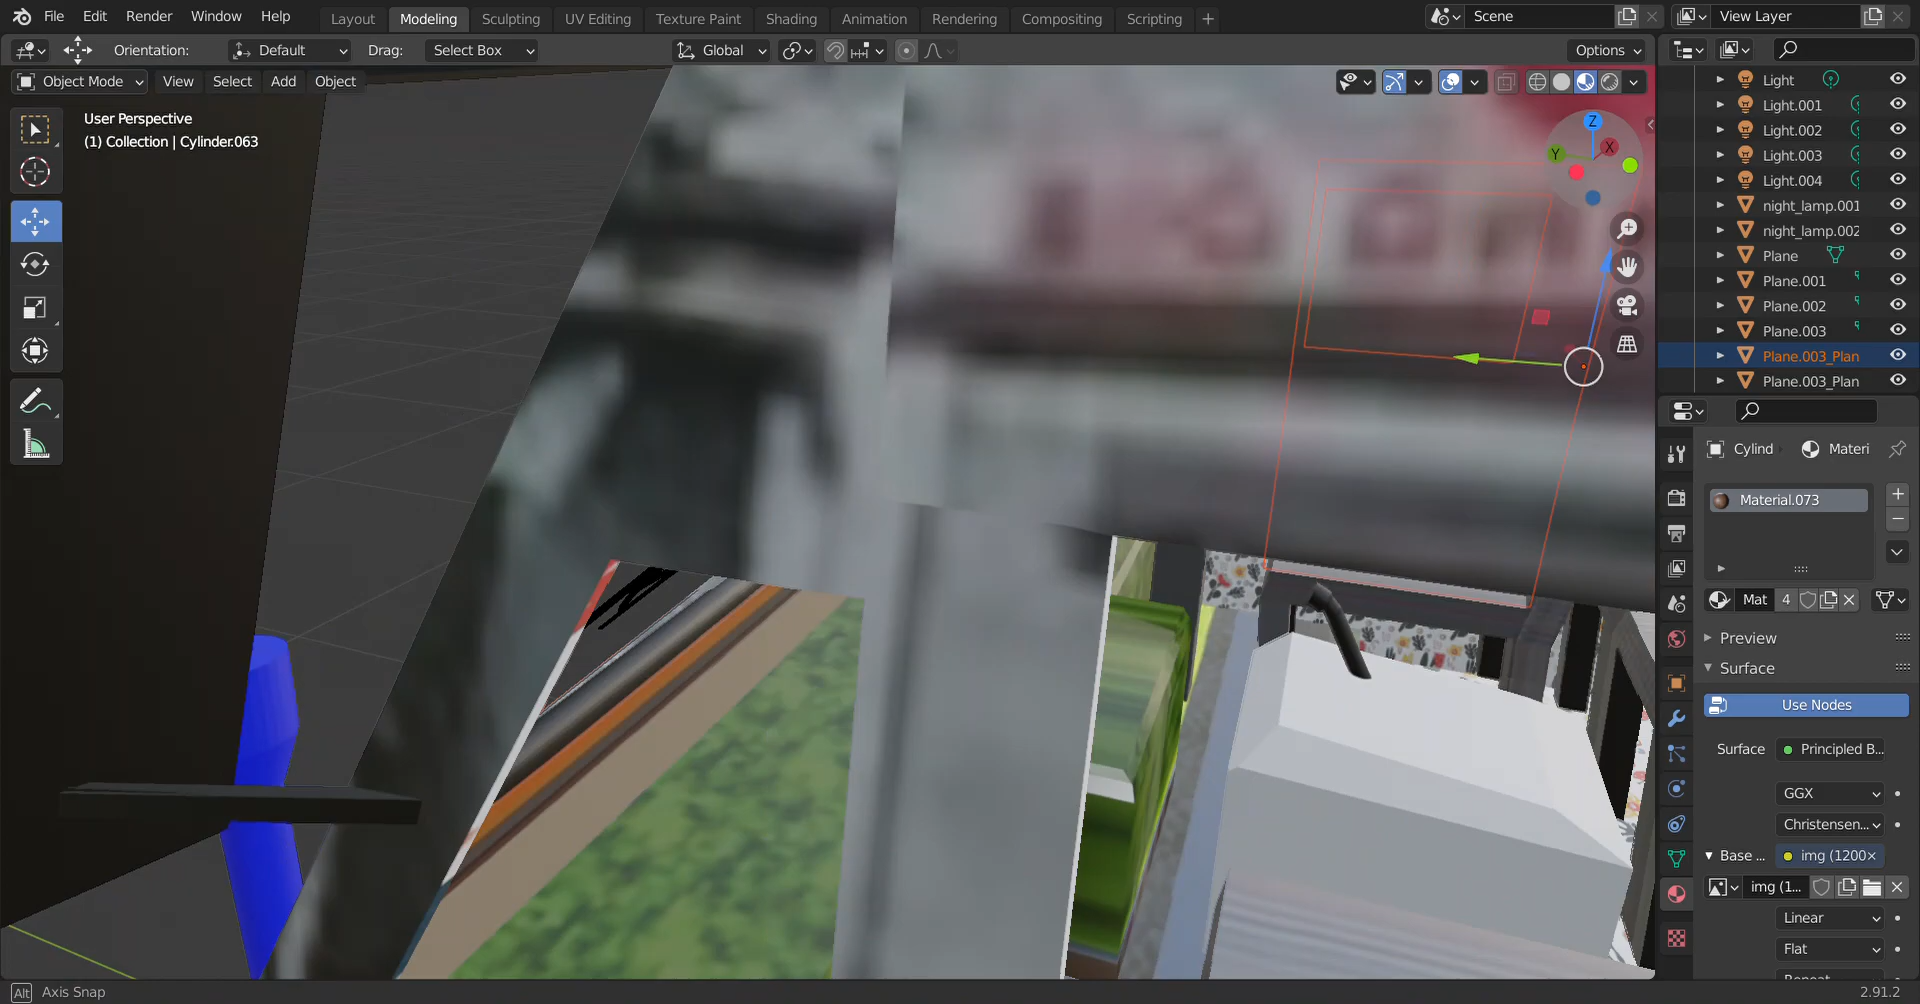 File Edit Render Window Help Layout Modeling Sculpting UV Editing Texture Paint Shading Animation Rendering Compositing Scripting + Scene View Layer
Orientation: Default Drag: Select Box Global Options
Object Mode View Select Add Object
User Perspective
(1) Collection | Cylinder.063
Z
Y
X
Light
Light.001
Light.002
Light.003
Light.004
night_lamp.001
night_lamp.002
Plane
Plane.001
Plane.002
Plane.003
Plane.003_Plan
Plane.003_Plan
Cylind Materi
Material.073
Mat 4
Preview
Surface
Use Nodes
Surface Principled B...
GGX
Christensen...
Base ... img (1200×
img (1...
Linear
Flat
Alt Axis Snap
2.91.2